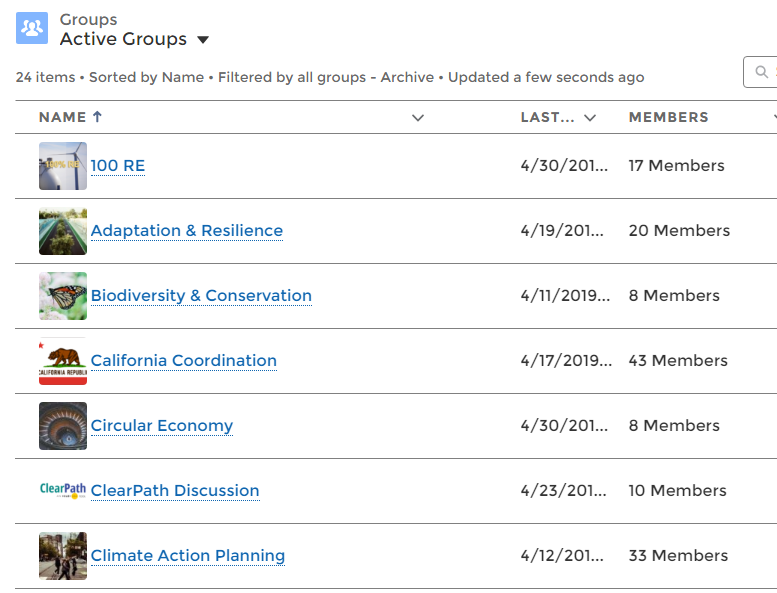 Groups
Active Groups
24 items • Sorted by Name • Filtered by all groups - Archive • Updated a few seconds ago
NAME ↑ LAST... MEMBERS
100 RE 4/30/201... 17 Members
Adaptation & Resilience 4/19/201... 20 Members
Biodiversity & Conservation 4/11/2019... 8 Members
CALIFORNIA REPUBLI
California Coordination 4/17/2019... 43 Members
Circular Economy 4/30/201... 8 Members
ClearPath
ClearPath Discussion 4/23/201... 10 Members
Climate Action Planning 4/12/201... 33 Members